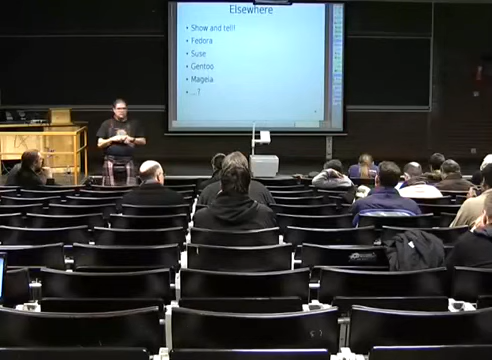 Elsewhere
• Show and tell!
• Fedora
• Suse
• Gentoo
• Mageia
• ...?